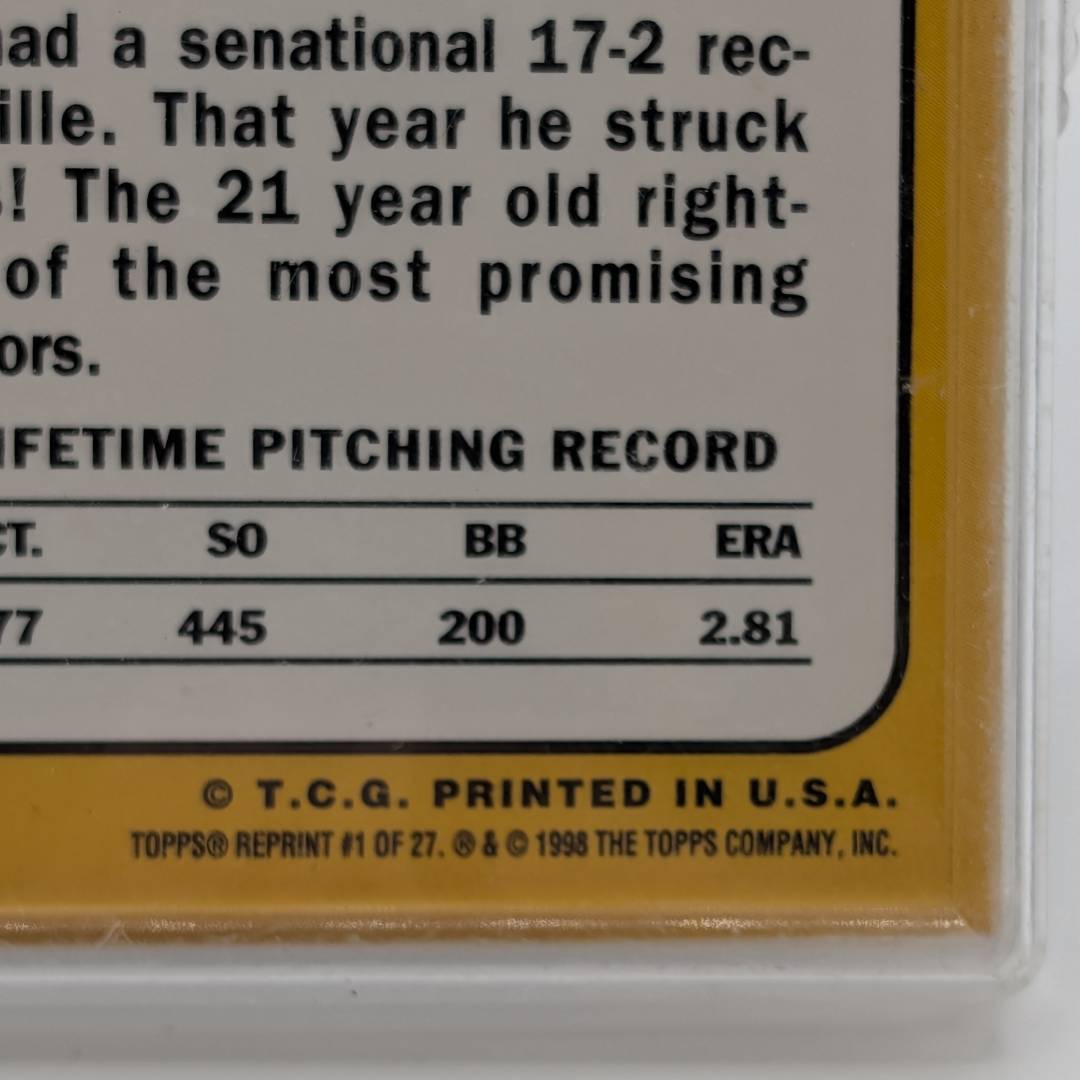 had a senational 17-2 rec-
ille. That year he struck
s! The 21 year old right-
of the most promising
ors.
IFETIME PITCHING RECORD
CT. SO BB ERA
77 445 200 2.81
© T.C.G. PRINTED IN U.S.A.
TOPPS® REPRINT #1 OF 27. ® & © 1998 THE TOPPS COMPANY, INC.